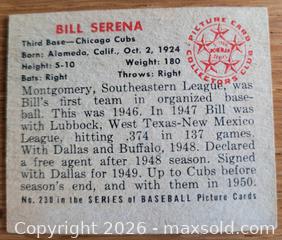 BILL SERENA
Third Base—Chicago Cubs
Born: Alameda, Calif., Oct. 2, 1924
Height: 5-10 Weight: 180
Bats: Right Throws: Right
PICTURE CARD
COLLECTORS CLUB
BOWMAN
Montgomery, Southeastern League, was
Bill's first team in organized base-
ball. This was 1946. In 1947 Bill was
with Lubbock, West Texas-New Mexico
League, hitting .374 in 137 games.
With Dallas and Buffalo, 1948. Declared
a free agent after 1948 season. Signed
with Dallas for 1949. Up to Cubs before
season's end, and with them in 1950.
No. 230 in the SERIES OF BASEBALL Picture Cards
Copyright © 2026 - eMarkn.com